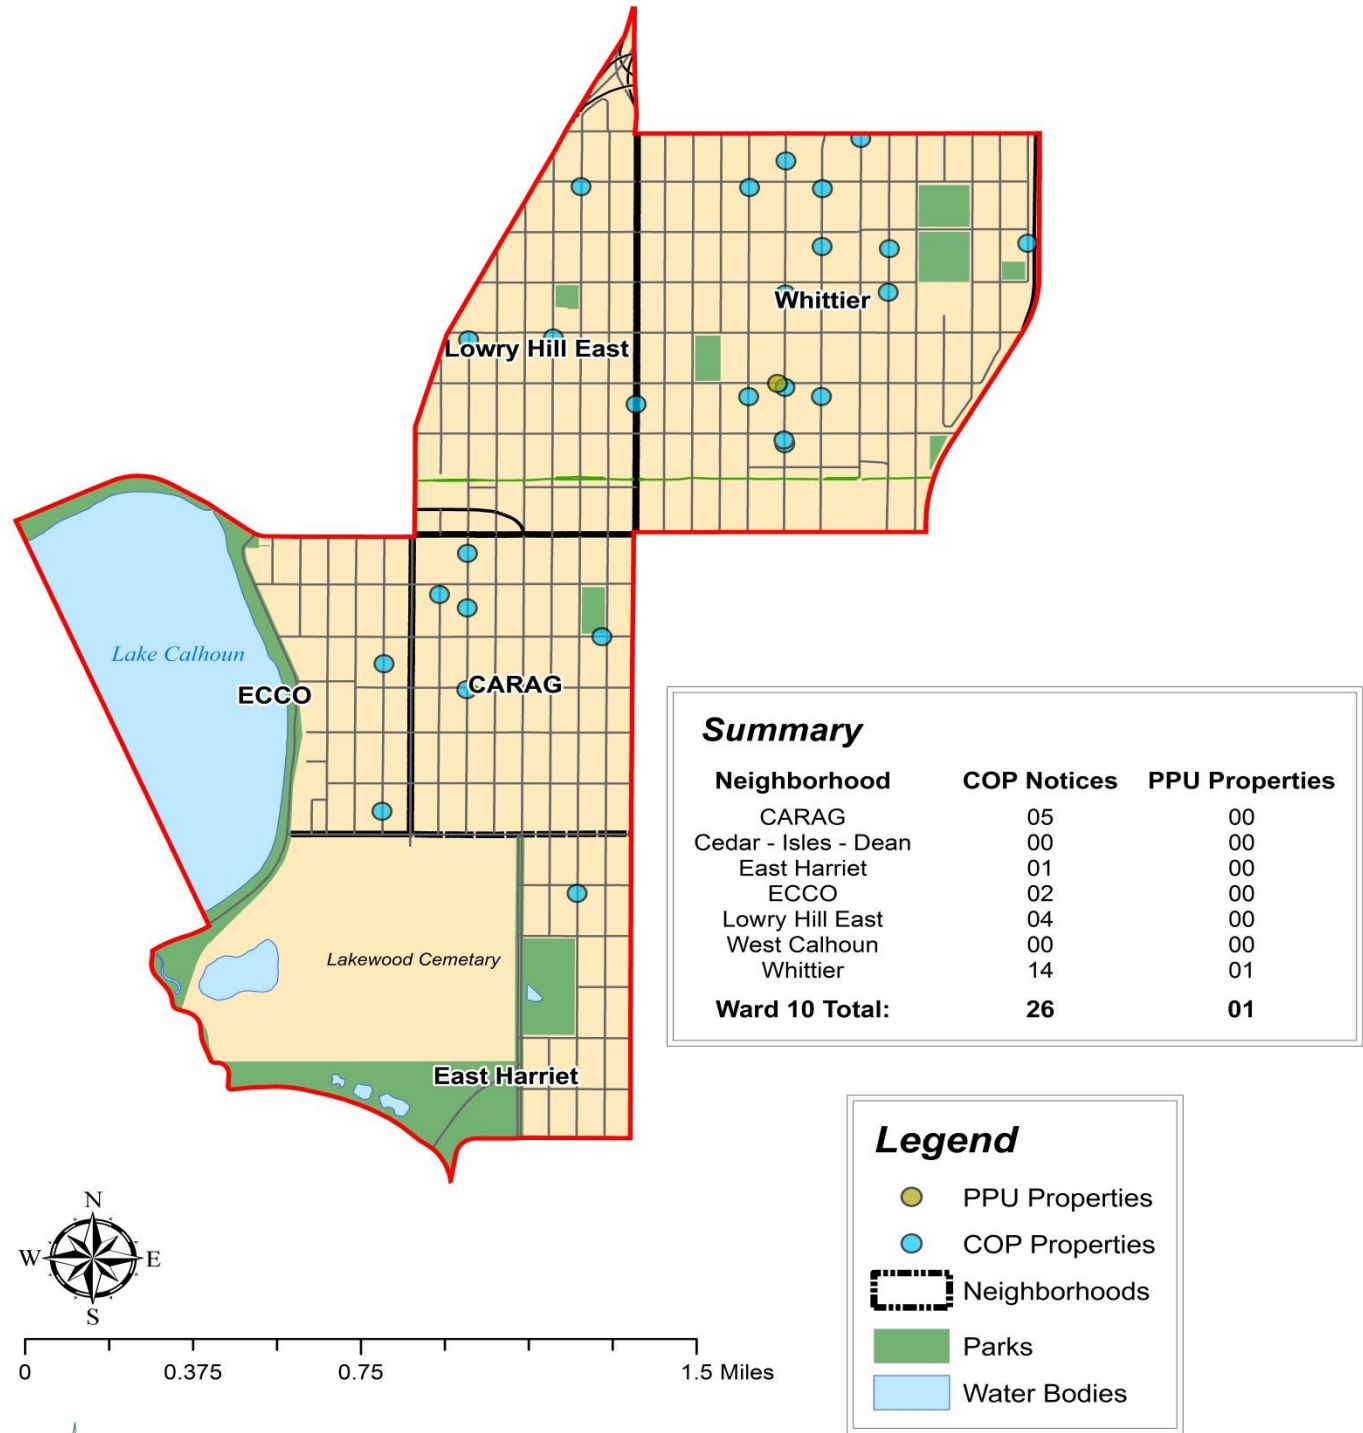 Whittier
Lowry Hill East
Lake Calhoun
ECCO
CARAG
Summary
Neighborhood COP Notices PPU Properties
CARAG 05 00
Cedar - Isles - Dean 00 00
East Harriet 01 00
ECCO 02 00
Lowry Hill East 04 00
West Calhoun 00 00
Whittier 14 01
Ward 10 Total: 26 01
Lakewood Cemetary
East Harriet
Legend
PPU Properties
COP Properties
Neighborhoods
Parks
Water Bodies
N
W E
S
0 0.375 0.75 1.5 Miles